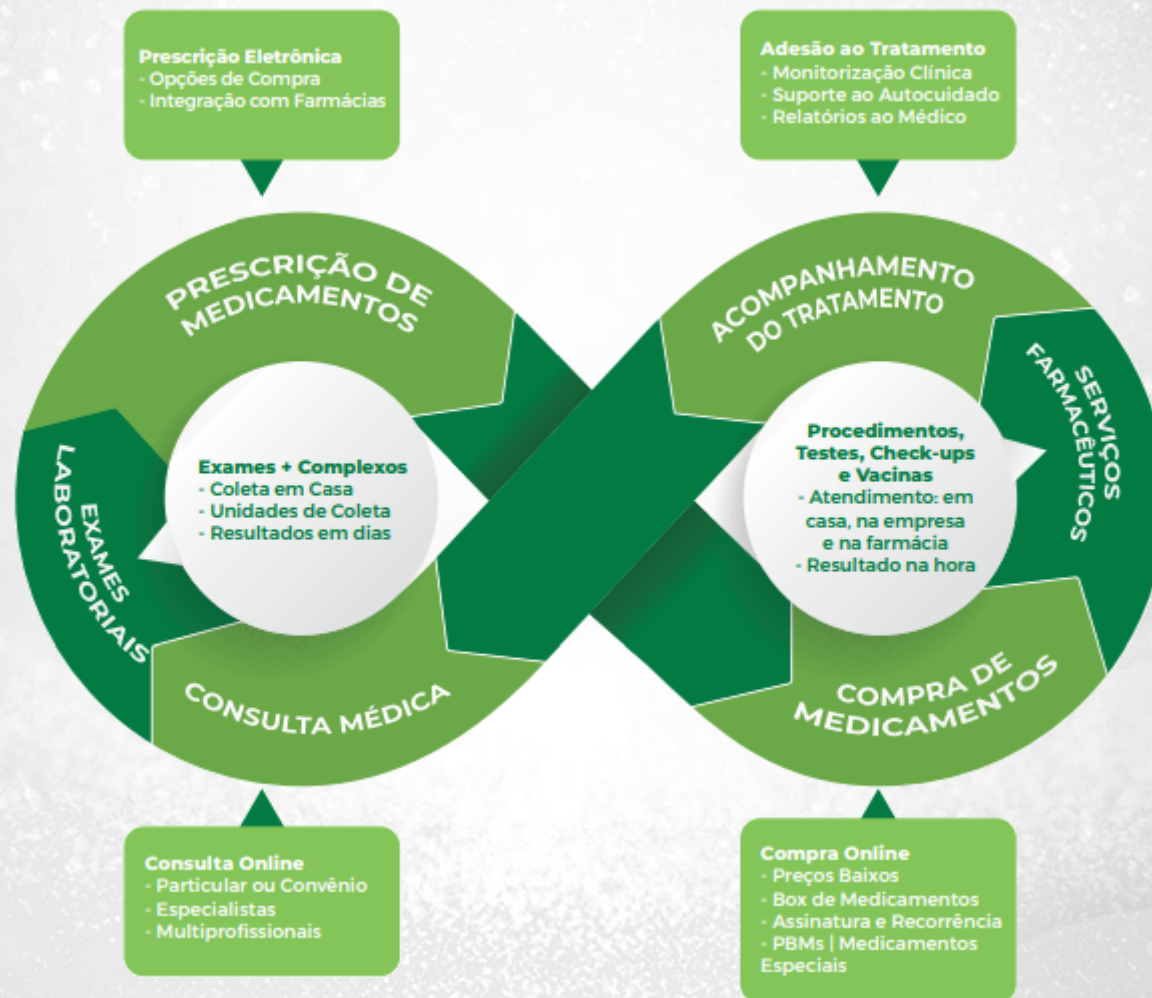 Prescrição Eletrônica
- Opções de Compra
- Integração com Farmácias
Adesão ao Tratamento
- Monitorização Clínica
- Suporte ao Autocuidado
- Relatórios ao Médico
PRESCRIÇÃO DE
MEDICAMENTOS
ACOMPANHAMENTO
DO TRATAMENTO
EXAMES
LABORATORIAIS
Exames + Complexos
- Coleta em Casa
- Unidades de Coleta
- Resultados em dias
Procedimentos,
Testes, Check-ups
e Vacinas
- Atendimento: em
casa, na empresa
e na farmácia
- Resultado na hora
SERVIÇOS
FARMACÊUTICOS
CONSULTA MÉDICA
COMPRA DE
MEDICAMENTOS
Consulta Online
- Particular ou Convênio
- Especialistas
- Multiprofissionais
Compra Online
- Preços Baixos
- Box de Medicamentos
- Assinatura e Recorrência
- PBMs | Medicamentos
Especiais